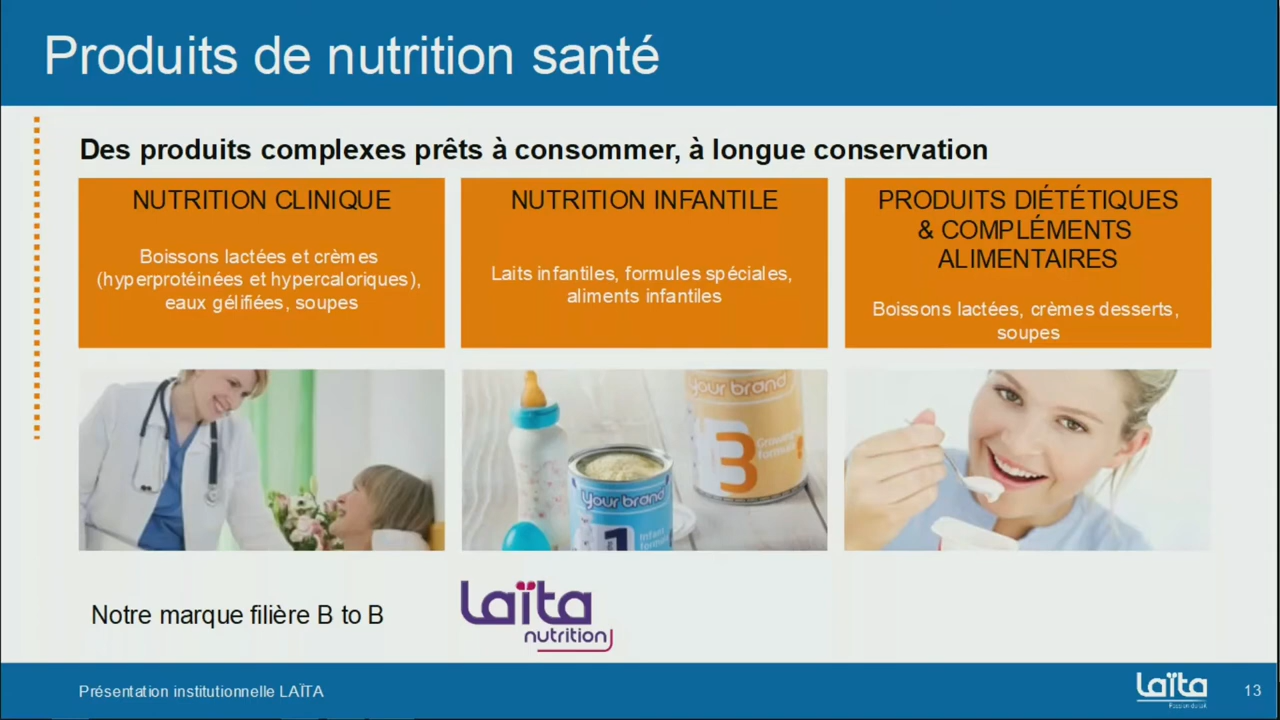 Produits de nutrition santé
Des produits complexes prêts à consommer, à longue conservation
NUTRITION CLINIQUE
Boissons lactées et crèmes
(hyperprotéinées et hypercaloriques),
eaux gélifiées, soupes
NUTRITION INFANTILE
Laits infantiles, formules spéciales,
aliments infantiles
PRODUITS DIÉTÉTIQUES
& COMPLÉMENTS
ALIMENTAIRES
Boissons lactées, crèmes desserts,
soupes
your brand
3
formula
your brand
1
Infant
formula
Notre marque filière B to B
Laïta
nutrition
Présentation institutionnelle LAÏTA
Laïta
13